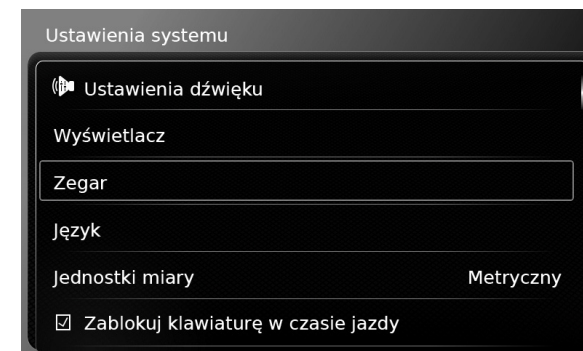 Ustawienia systemu
Ustawienia dźwięku
Wyświetlacz
Zegar
Język
Jednostki miary Metryczny
Zablokuj klawiaturę w czasie jazdy